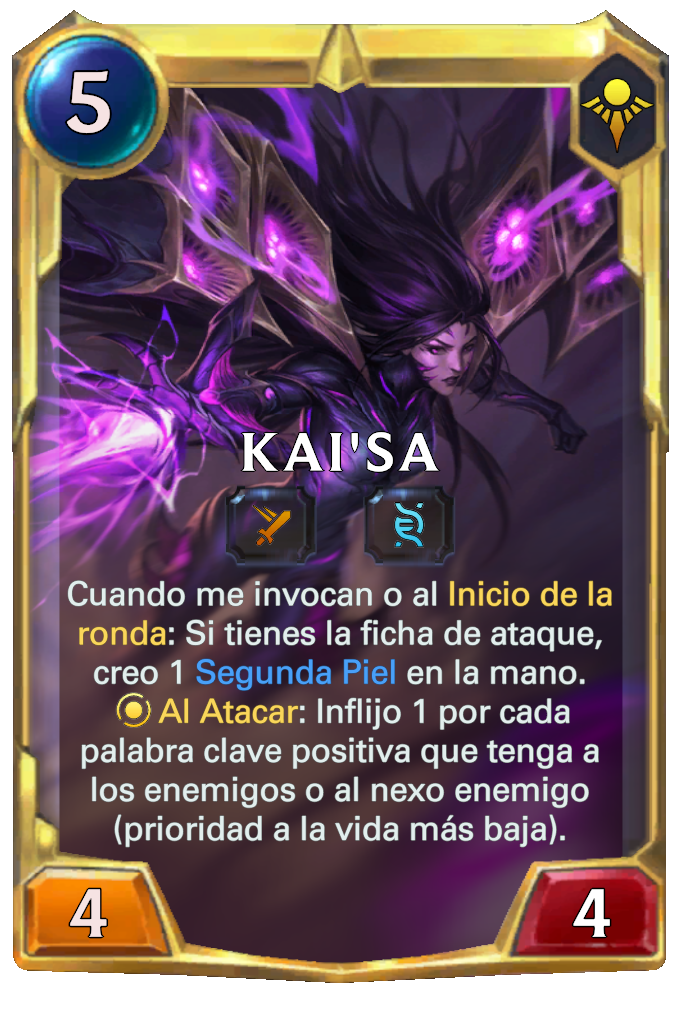 5
KAI'SA
Cuando me invocan o al Inicio de la
ronda: Si tienes la ficha de ataque,
creo 1 Segunda Piel en la mano.
Al Atacar: Inflijo 1 por cada
palabra clave positiva que tenga a
los enemigos o al nexo enemigo
(prioridad a la vida más baja).
4
4